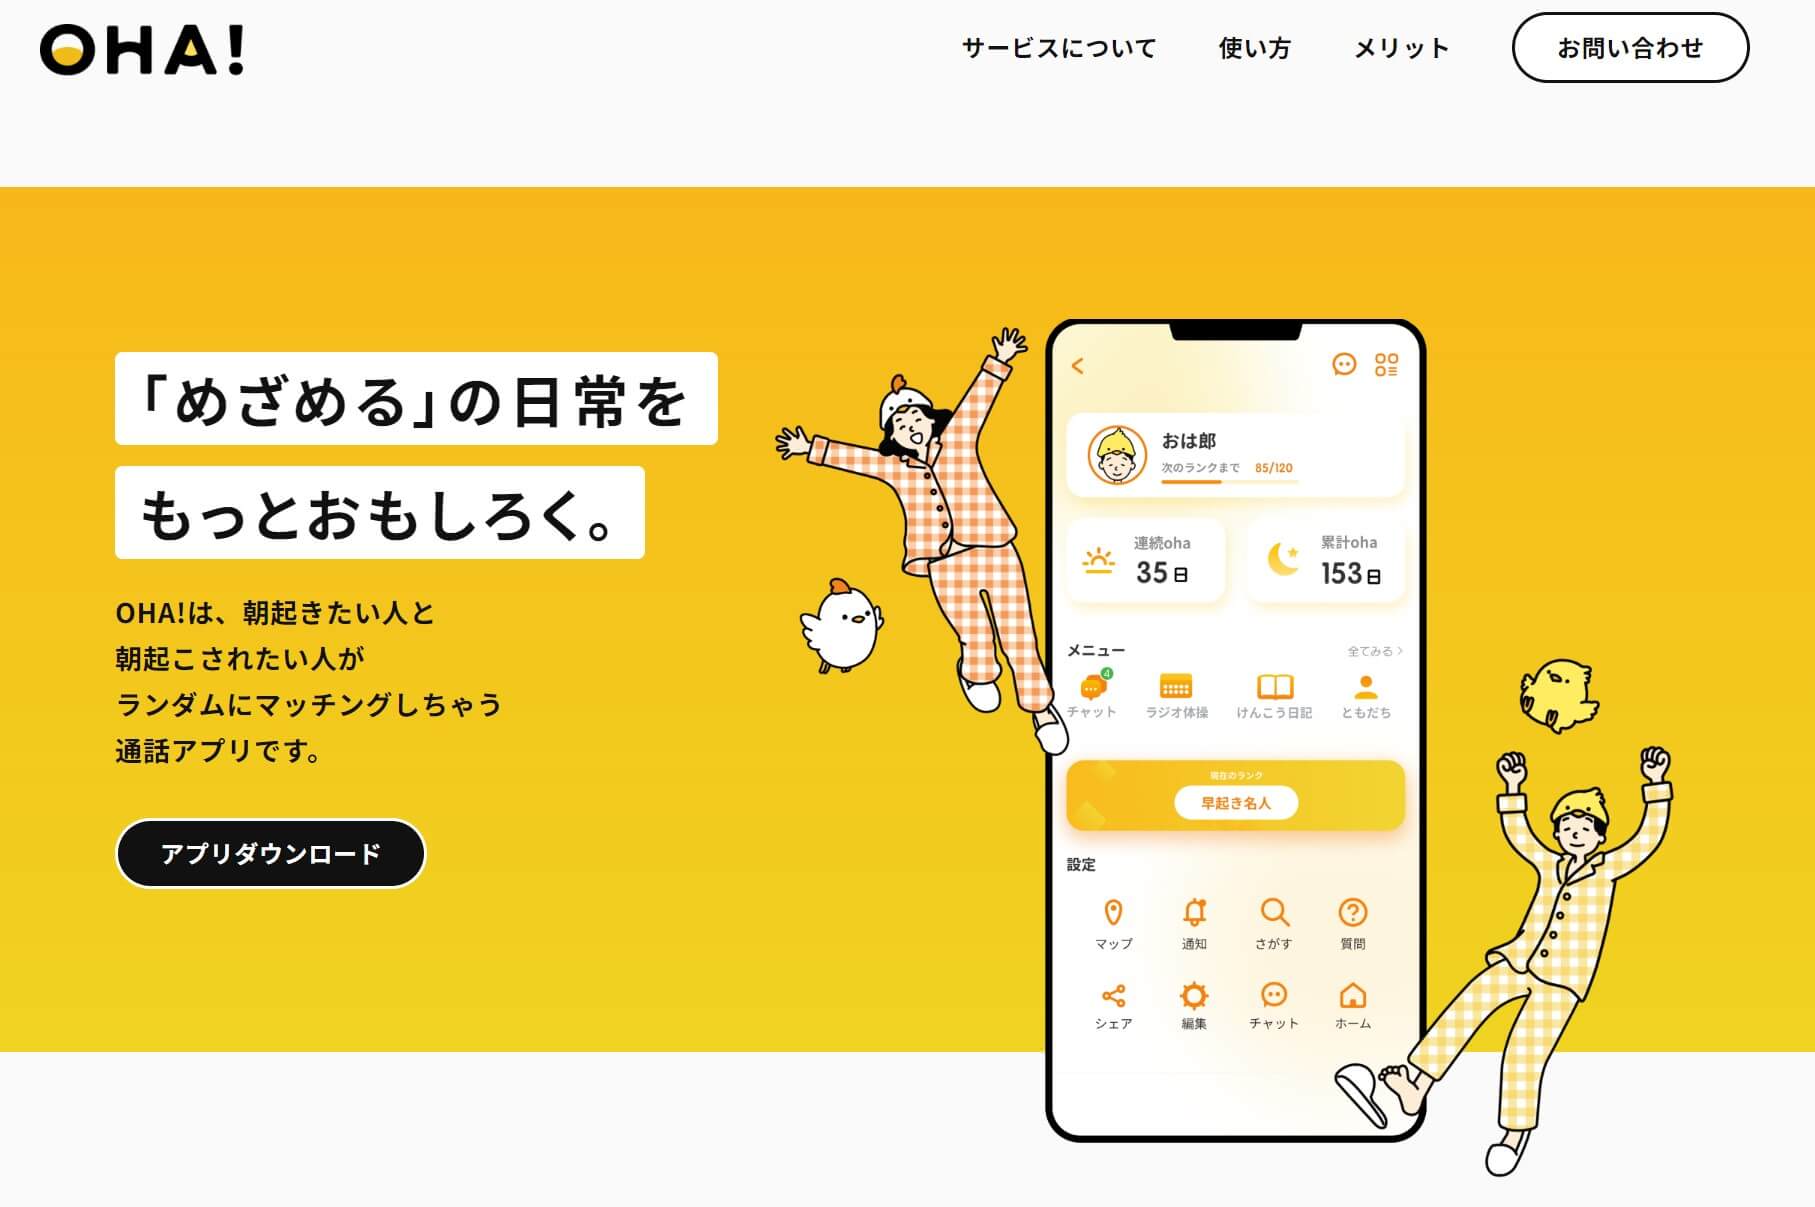 OHA!
サービスについて
使い方
メリット
お問い合わせ
「めざめる」の日常を
もっとおもしろく。
OHA!は、朝起きたい人と
朝起こされたい人が
ランダムにマッチングしちゃう
通話アプリです。
アプリダウンロード
おは郎
次のランクまで 85/120
連続oha
35日
累計oha
153日
メニュー
全てみる
4
チャット
ラジオ体操
けんこう日記
ともだち
現在のランク
早起き名人
設定
マップ
通知
さがす
質問
シェア
編集
チャット
ホーム